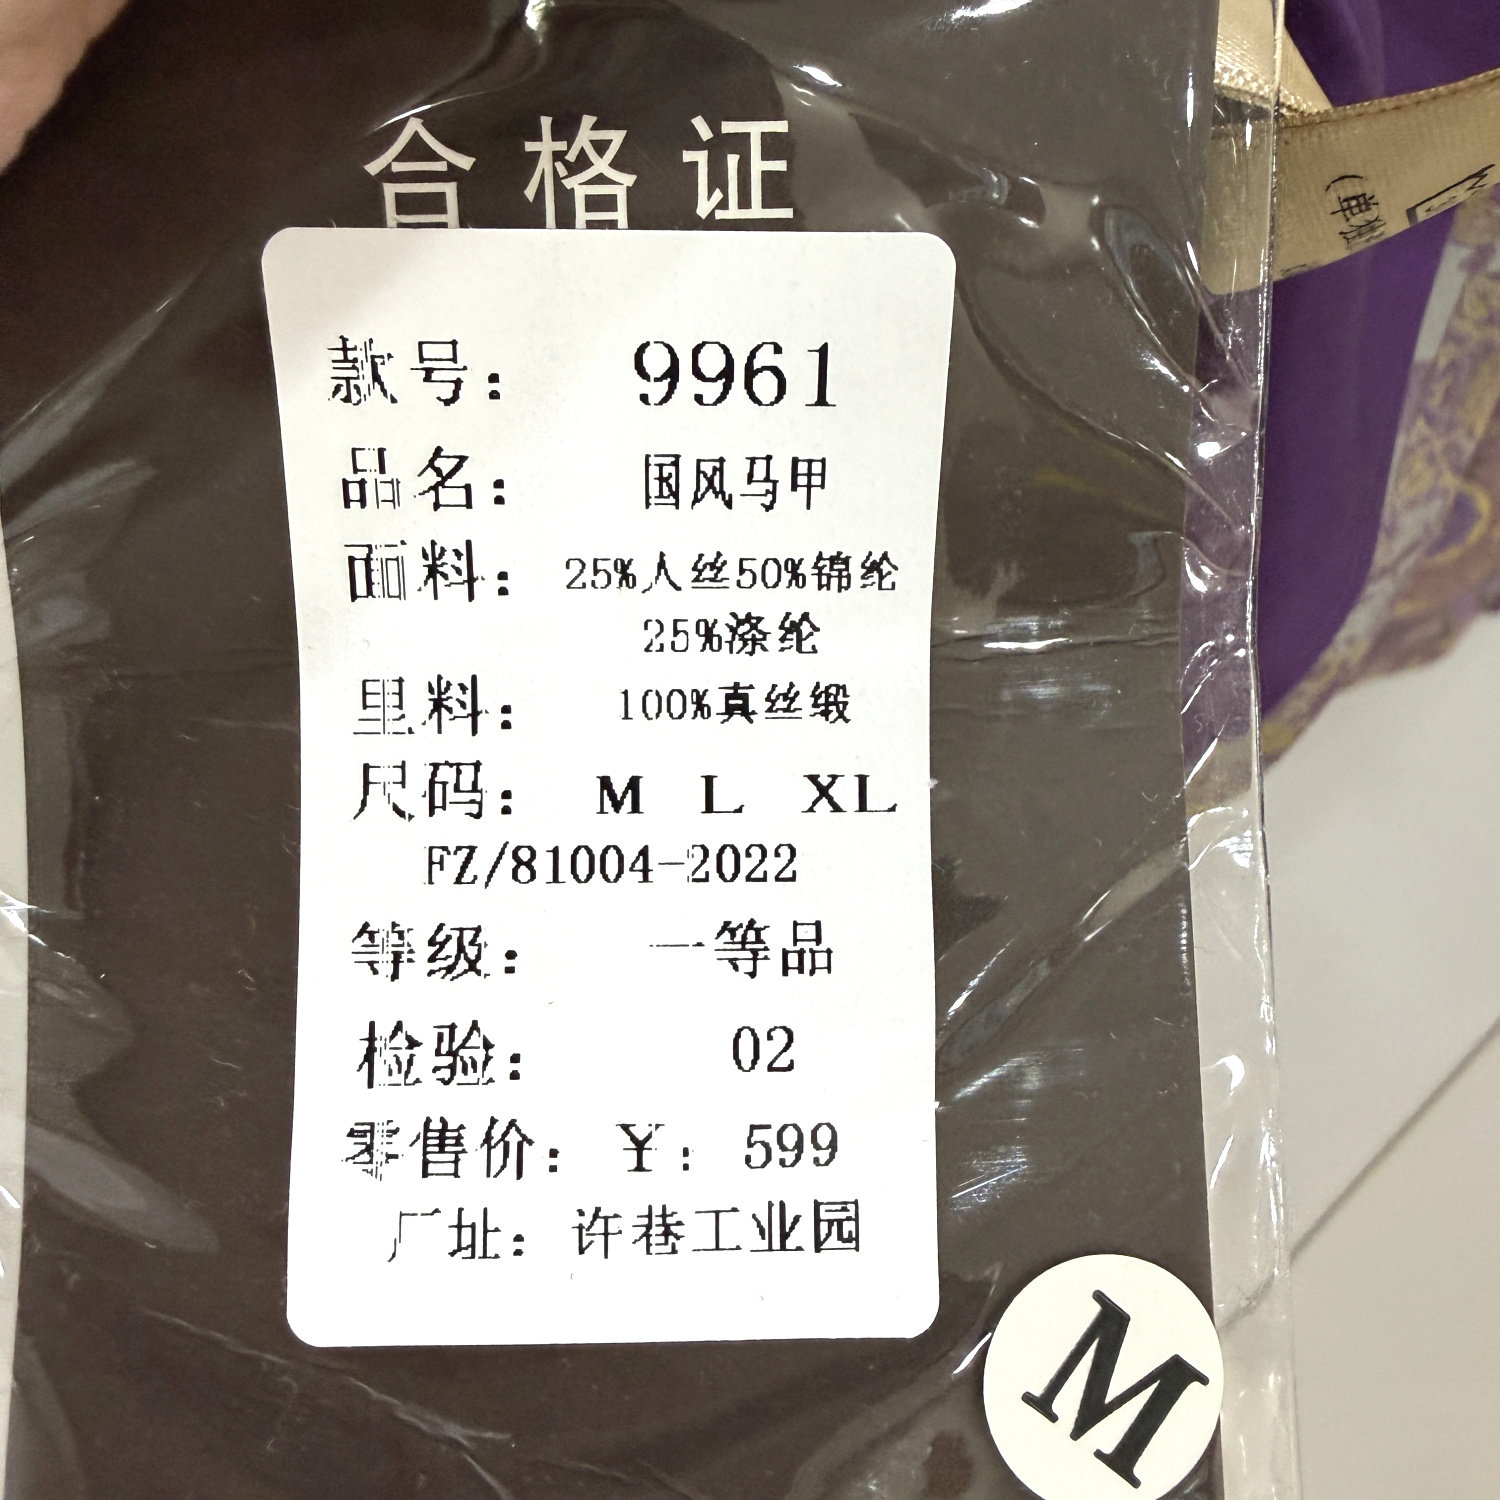 合格证
款号： 9961
品名： 国风马甲
面料： 25%人丝50%锦纶
25%涤纶
里料： 100%真丝缎
尺码： M L XL
FZ/81004-2022
等级： 一等品
检验： 02
零售价： ¥： 599
厂址： 许巷工业园
M